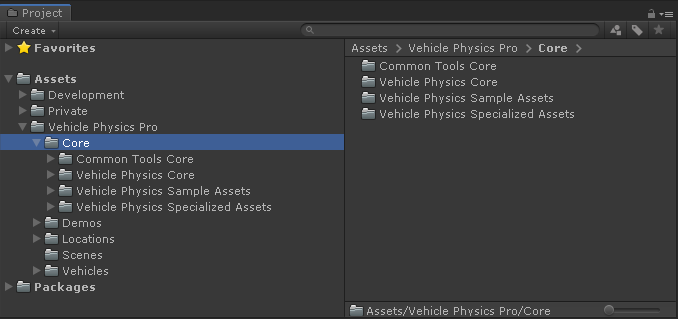 Project
Create
Favorites
Assets
Development
Private
Vehicle Physics Pro
Core
Common Tools Core
Vehicle Physics Core
Vehicle Physics Sample Assets
Vehicle Physics Specialized Assets
Demos
Locations
Scenes
Vehicles
Packages
Assets > Vehicle Physics Pro > Core >
Common Tools Core
Vehicle Physics Core
Vehicle Physics Sample Assets
Vehicle Physics Specialized Assets
Assets/Vehicle Physics Pro/Core